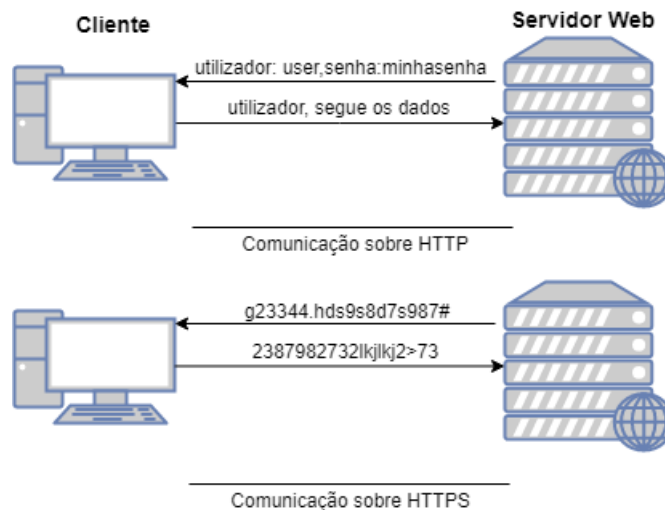 Cliente
Servidor Web
utilizador: user,senha:minhasenha
utilizador, segue os dados
Comunicação sobre HTTP
g23344.hds9s8d7s987#
2387982732lkjlkj2>73
Comunicação sobre HTTPS